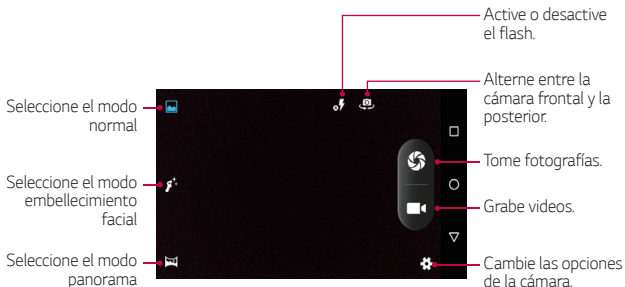 Active o desactive
el flash.
Alterne entre la
cámara frontal y la
posterior.
Seleccione el modo
normal
Tome fotografías.
Seleccione el modo
embellecimiento
facial
Grabe videos.
Seleccione el modo
panorama
Cambie las opciones
de la cámara.